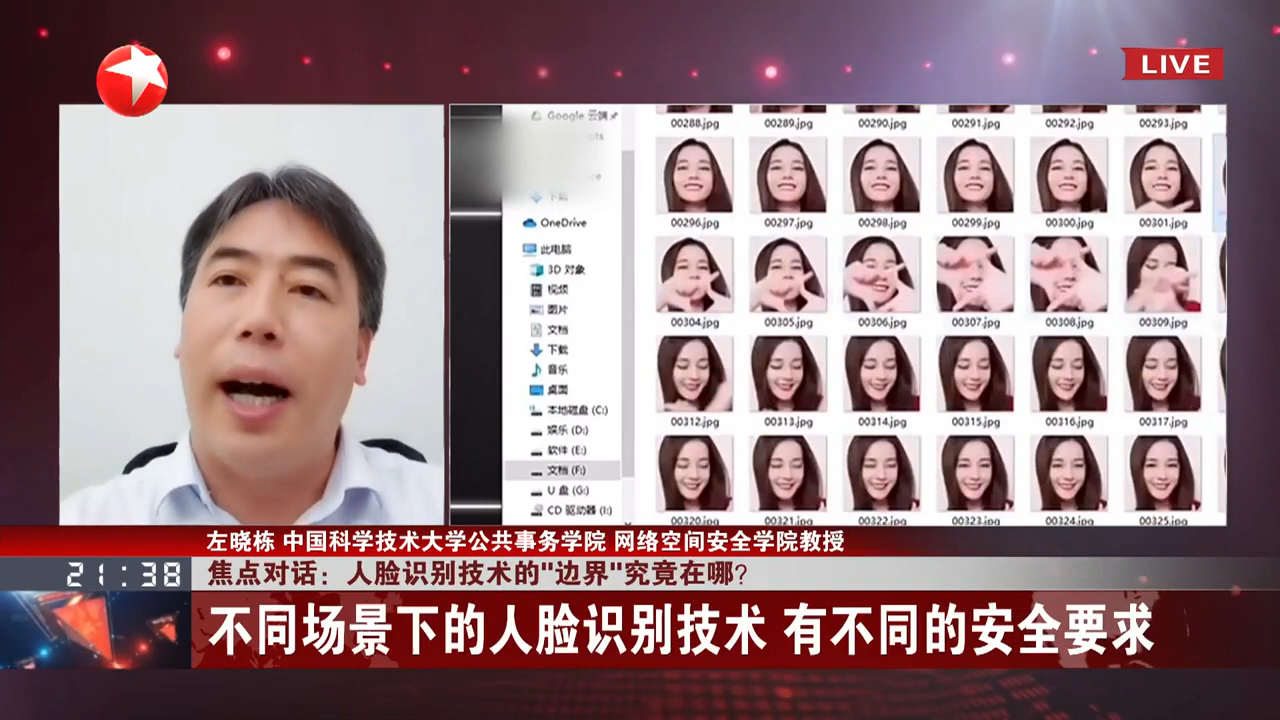 LIVE
Google 云端
下载
OneDrive
此电脑
3D 对象
视频
图片
文档
下载
音乐
桌面
本地磁盘 (C:)
娱乐 (D:)
软件 (E:)
文档 (F:)
U 盘 (G:)
CD 驱动器 (I:)
00288.jpg 00289.jpg 00290.jpg 00291.jpg 00292.jpg 00293.jpg
00296.jpg 00297.jpg 00298.jpg 00299.jpg 00300.jpg 00301.jpg
00304.jpg 00305.jpg 00306.jpg 00307.jpg 00308.jpg 00309.jpg
00312.jpg 00313.jpg 00314.jpg 00315.jpg 00316.jpg 00317.jpg
00320.jpg 00321.jpg 00322.jpg 00323.jpg 00324.jpg 00325.jpg
左晓栋 中国科学技术大学公共事务学院 网络空间安全学院教授
21:38 焦点对话：人脸识别技术的"边界"究竟在哪?
不同场景下的人脸识别技术 有不同的安全要求